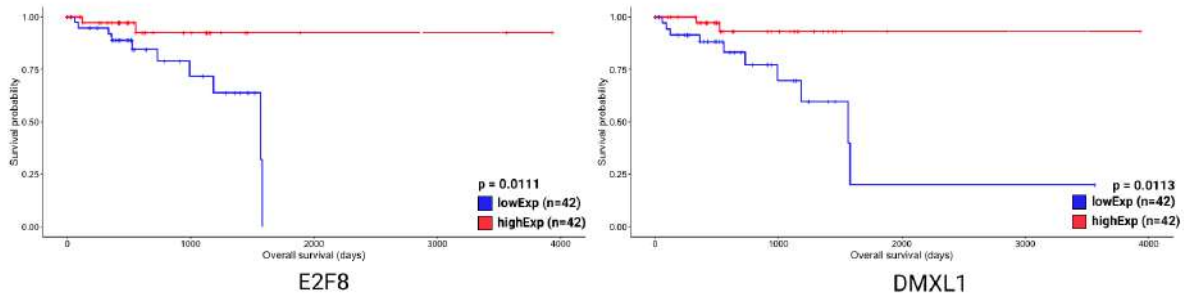 1.00
0.75
0.50
0.25
0.00
Survival probability
p = 0.0111
lowExp (n=42)
highExp (n=42)
0 1000 2000 3000 4000
Overall survival (days)
E2F8
1.00
0.75
0.50
0.25
0.00
Survival probability
p = 0.0113
lowExp (n=42)
highExp (n=42)
0 1000 2000 3000 4000
Overall survival (days)
DMXL1